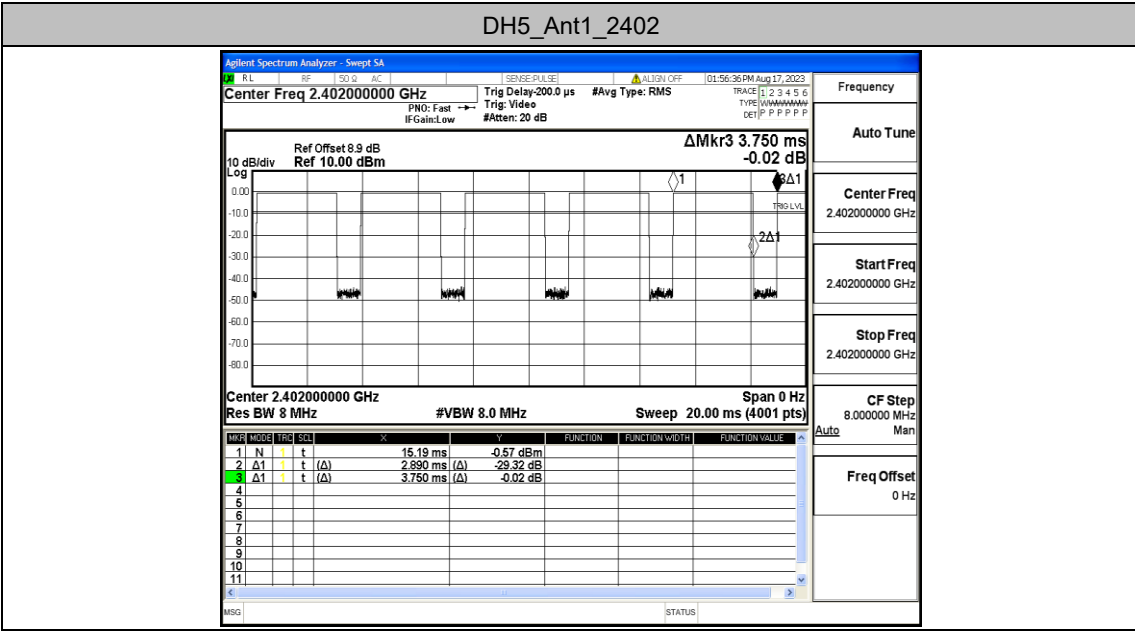 DH5_Ant1_2402
Agilent Spectrum Analyzer - Swept SA
LXI RL RF 50 Ω AC SENSE:PULSE ALIGN OFF 01:56:36 PM Aug 17, 2023
Center Freq 2.402000000 GHz
PNO: Fast
IFGain:Low
Trig Delay-200.0 µs
Trig: Video
#Atten: 20 dB
#Avg Type: RMS
TRACE 1 2 3 4 5 6
TYPE
DET P P P P P P
ΔMkr3 3.750 ms
-0.02 dB
Ref Offset 8.9 dB
10 dB/div Ref 10.00 dBm
Log
1
3Δ1
0.00
TRIG LVL
-10.0
-20.0
2Δ1
-30.0
-40.0
-50.0
-60.0
-70.0
-80.0
Center 2.402000000 GHz Span 0 Hz
Res BW 8 MHz #VBW 8.0 MHz Sweep 20.00 ms (4001 pts)
MKR MODE TRC SCL X Y FUNCTION FUNCTION WIDTH FUNCTION VALUE
1 N 1 t 15.19 ms -0.57 dBm
2 Δ1 1 t (Δ) 2.890 ms (Δ) -29.32 dB
3 Δ1 1 t (Δ) 3.750 ms (Δ) -0.02 dB
4
5
6
7
8
9
10
11
MSG STATUS
Frequency
Auto Tune
Center Freq
2.402000000 GHz
Start Freq
2.402000000 GHz
Stop Freq
2.402000000 GHz
CF Step
8.000000 MHz
Auto Man
Freq Offset
0 Hz